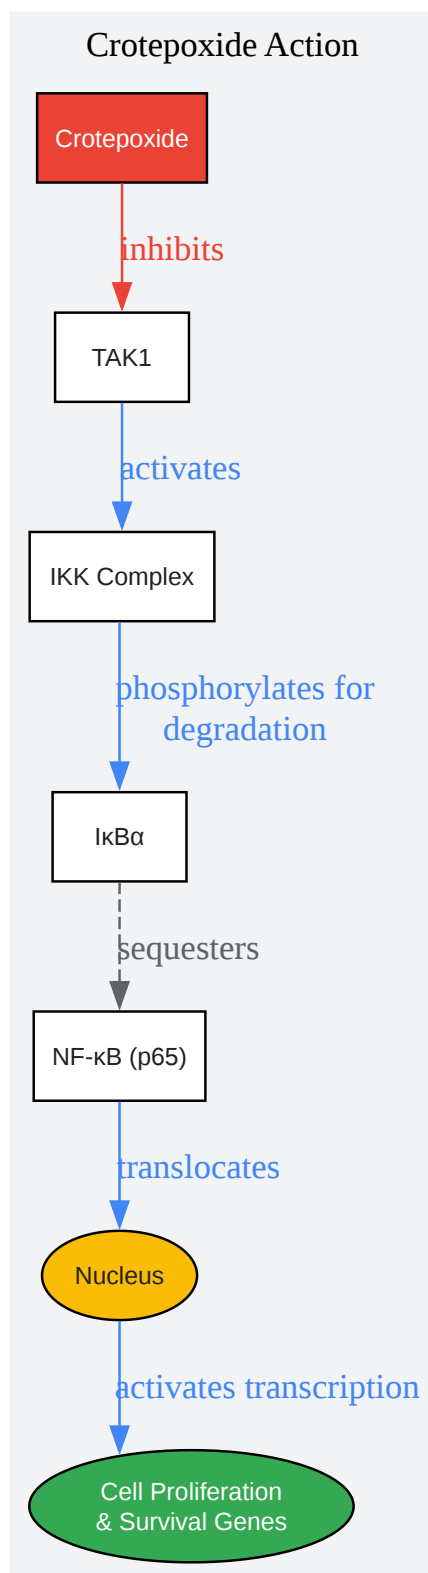 Crotepoxide Action
Crotepoxide
inhibits
TAK1
activates
IKK Complex
phosphorylates for
degradation
IκBα
sequesters
NF-κB (p65)
translocates
Nucleus
activates transcription
Cell Proliferation
& Survival Genes